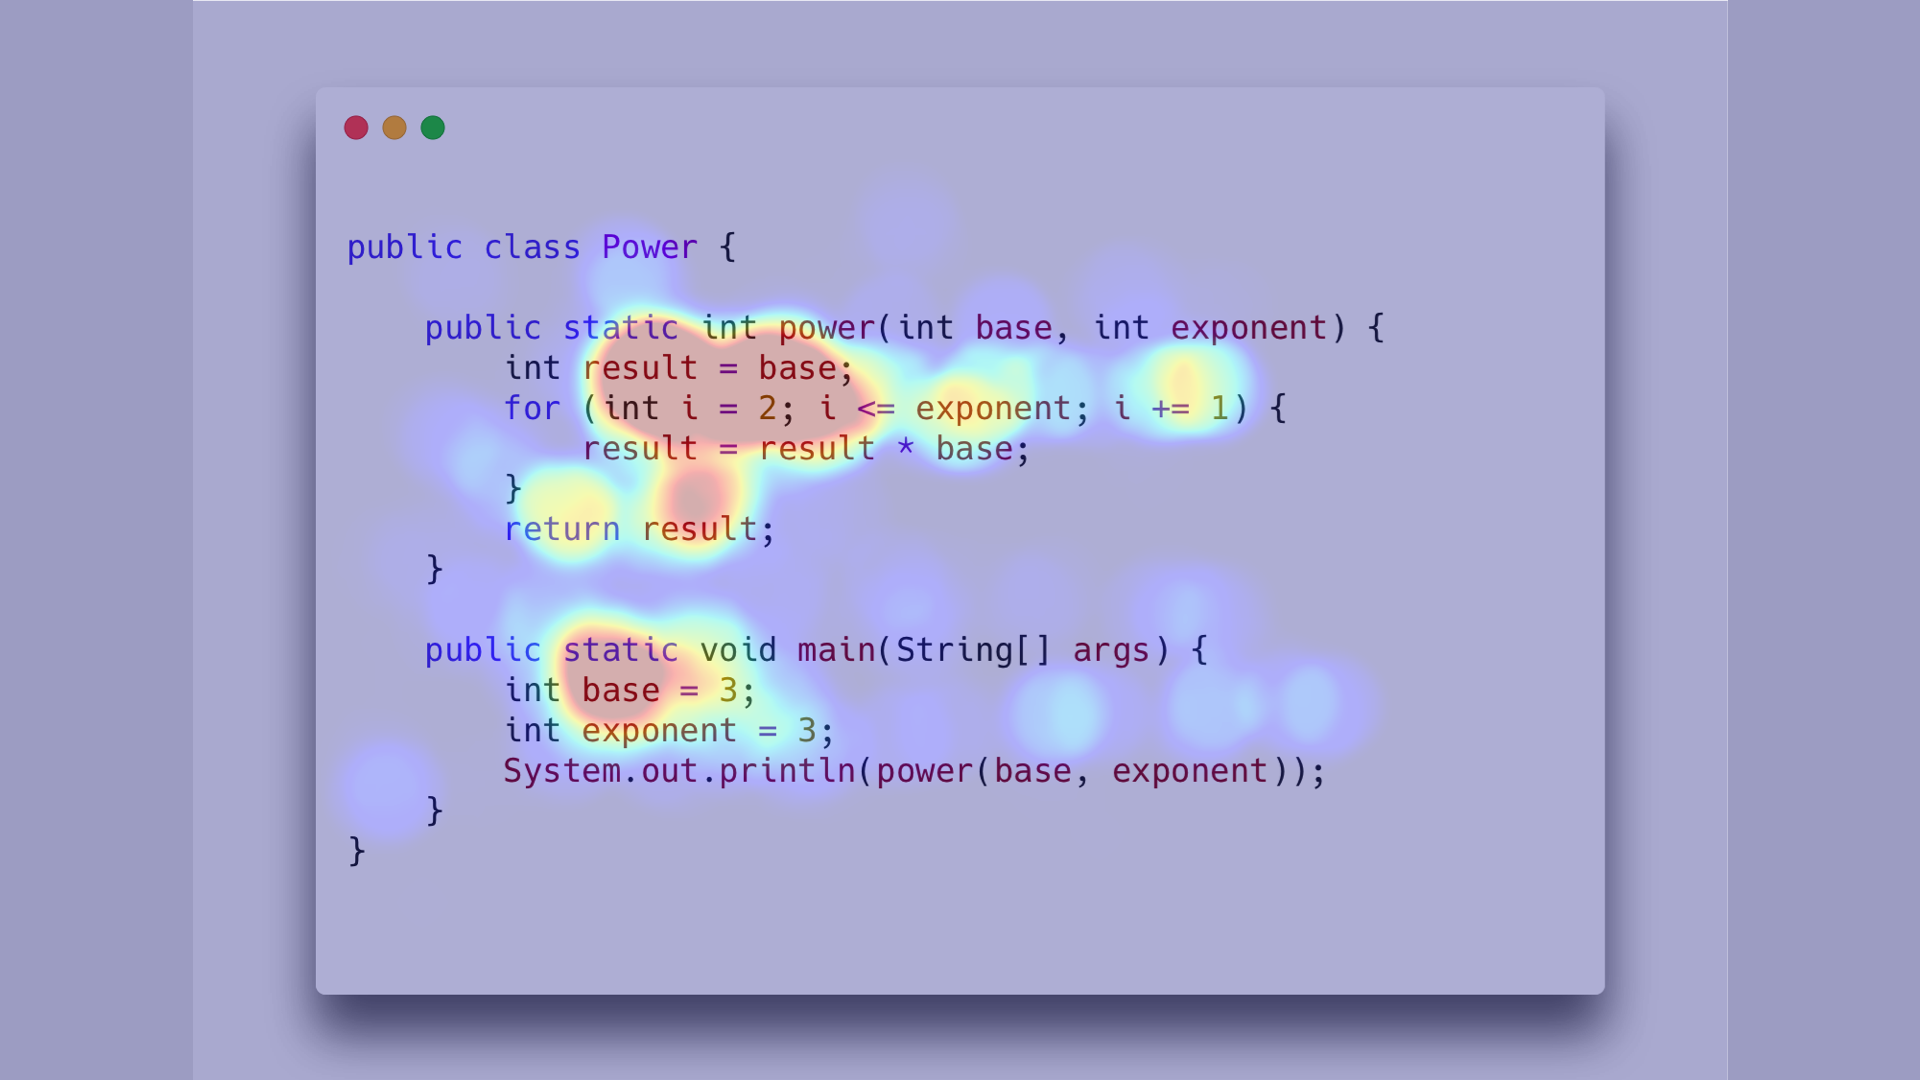 public class Power {
public static int power(int base, int exponent) {
int result = base;
for (int i = 2; i <= exponent; i += 1) {
result = result * base;
}
return result;
}
public static void main(String[] args) {
int base = 3;
int exponent = 3;
System.out.println(power(base, exponent));
}
}